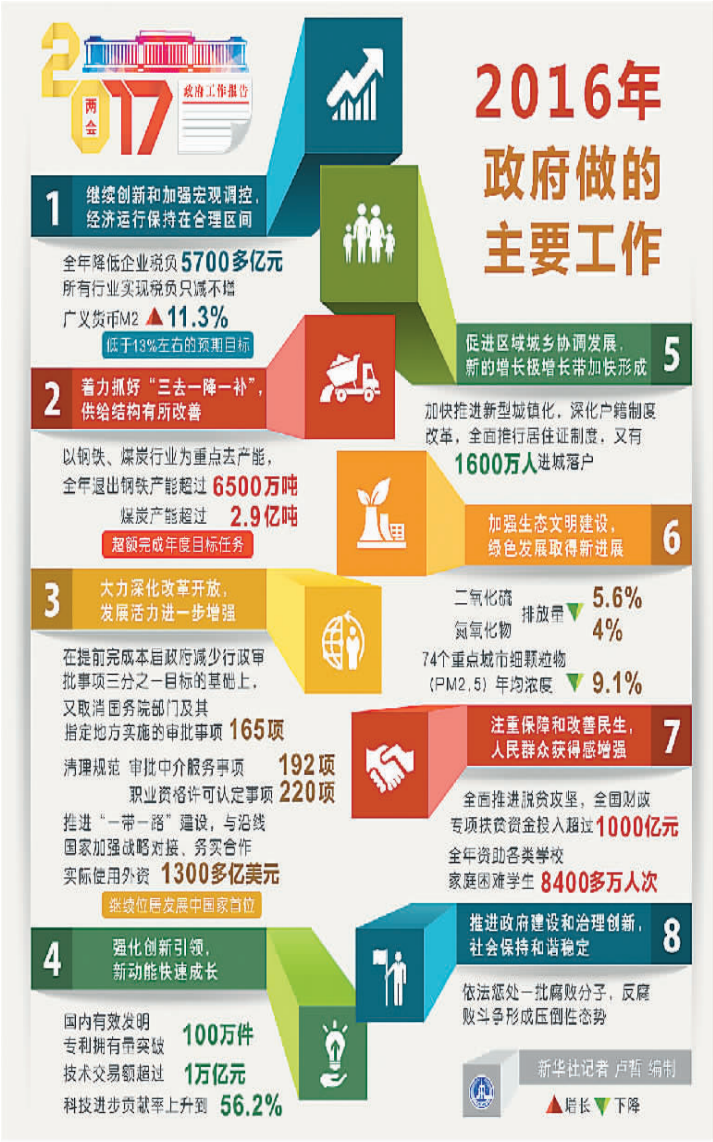 2017
两会
政府工作报告
2016年
政府做的
主要工作
1
继续创新和加强宏观调控，
经济运行保持在合理区间
全年降低企业税负5700多亿元
所有行业实现税负只减不增
广义货币M2 11.3%
低于13%左右的预期目标
2
着力抓好“三去一降一补”，
供给结构有所改善
以钢铁、煤炭行业为重点去产能，
全年退出钢铁产能超过 6500万吨
煤炭产能超过 2.9亿吨
超额完成年度目标任务
3
大力深化改革开放，
发展活力进一步增强
在提前完成本届政府减少行政审
批事项三分之一目标的基础上，
又取消国务院部门及其
指定地方实施的审批事项 165项
清理规范 审批中介服务事项 192项
职业资格许可认定事项 220项
推进“一带一路”建设，与沿线
国家加强战略对接、务实合作
实际使用外资 1300多亿美元
继续位居发展中国家首位
4
强化创新引领，
新动能快速成长
国内有效发明
专利拥有量突破 100万件
技术交易额超过 1万亿元
科技进步贡献率上升到 56.2%
5
促进区域城乡协调发展，
新的增长极增长带加快形成
加快推进新型城镇化，深化户籍制度
改革，全面推行居住证制度，又有
1600万人进城落户
6
加强生态文明建设，
绿色发展取得新进展
二氧化硫 排放量 5.6%
氮氧化物 4%
74个重点城市细颗粒物
（PM2.5）年均浓度 9.1%
7
注重保障和改善民生，
人民群众获得感增强
全面推进脱贫攻坚，全国财政
专项扶贫资金投入超过1000亿元
全年资助各类学校
家庭困难学生 8400多万人次
8
推进政府建设和治理创新，
社会保持和谐稳定
依法惩处一批腐败分子，反腐
败斗争形成压倒性态势
新华社记者 卢哲 编制
增长 下降